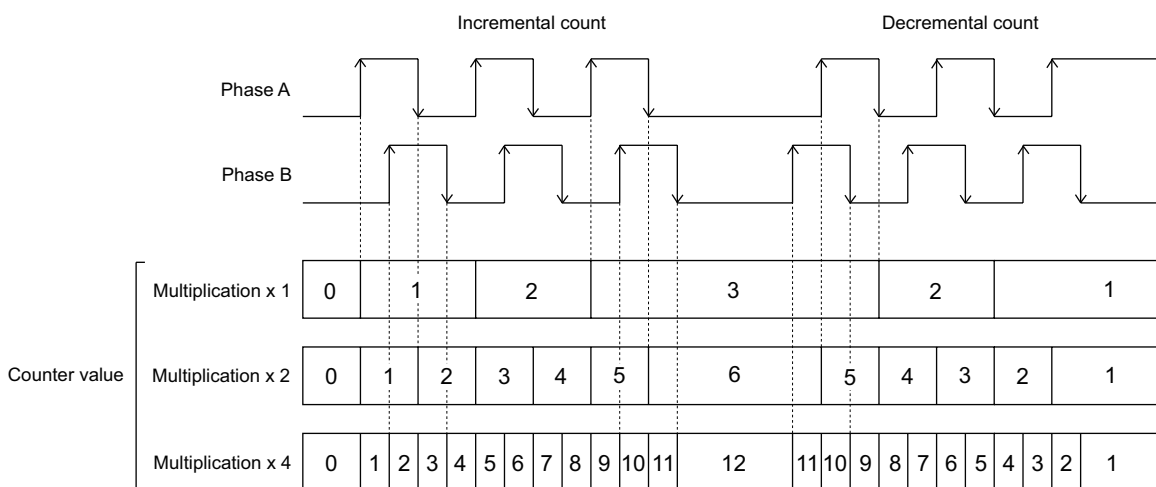 Incremental count Decremental count
Phase A
Phase B
Multiplication x 1 0 1 2 3 2 1
Counter value Multiplication x 2 0 1 2 3 4 5 6 5 4 3 2 1
Multiplication x 4 0 1 2 3 4 5 6 7 8 9 10 11 12 11 10 9 8 7 6 5 4 3 2 1